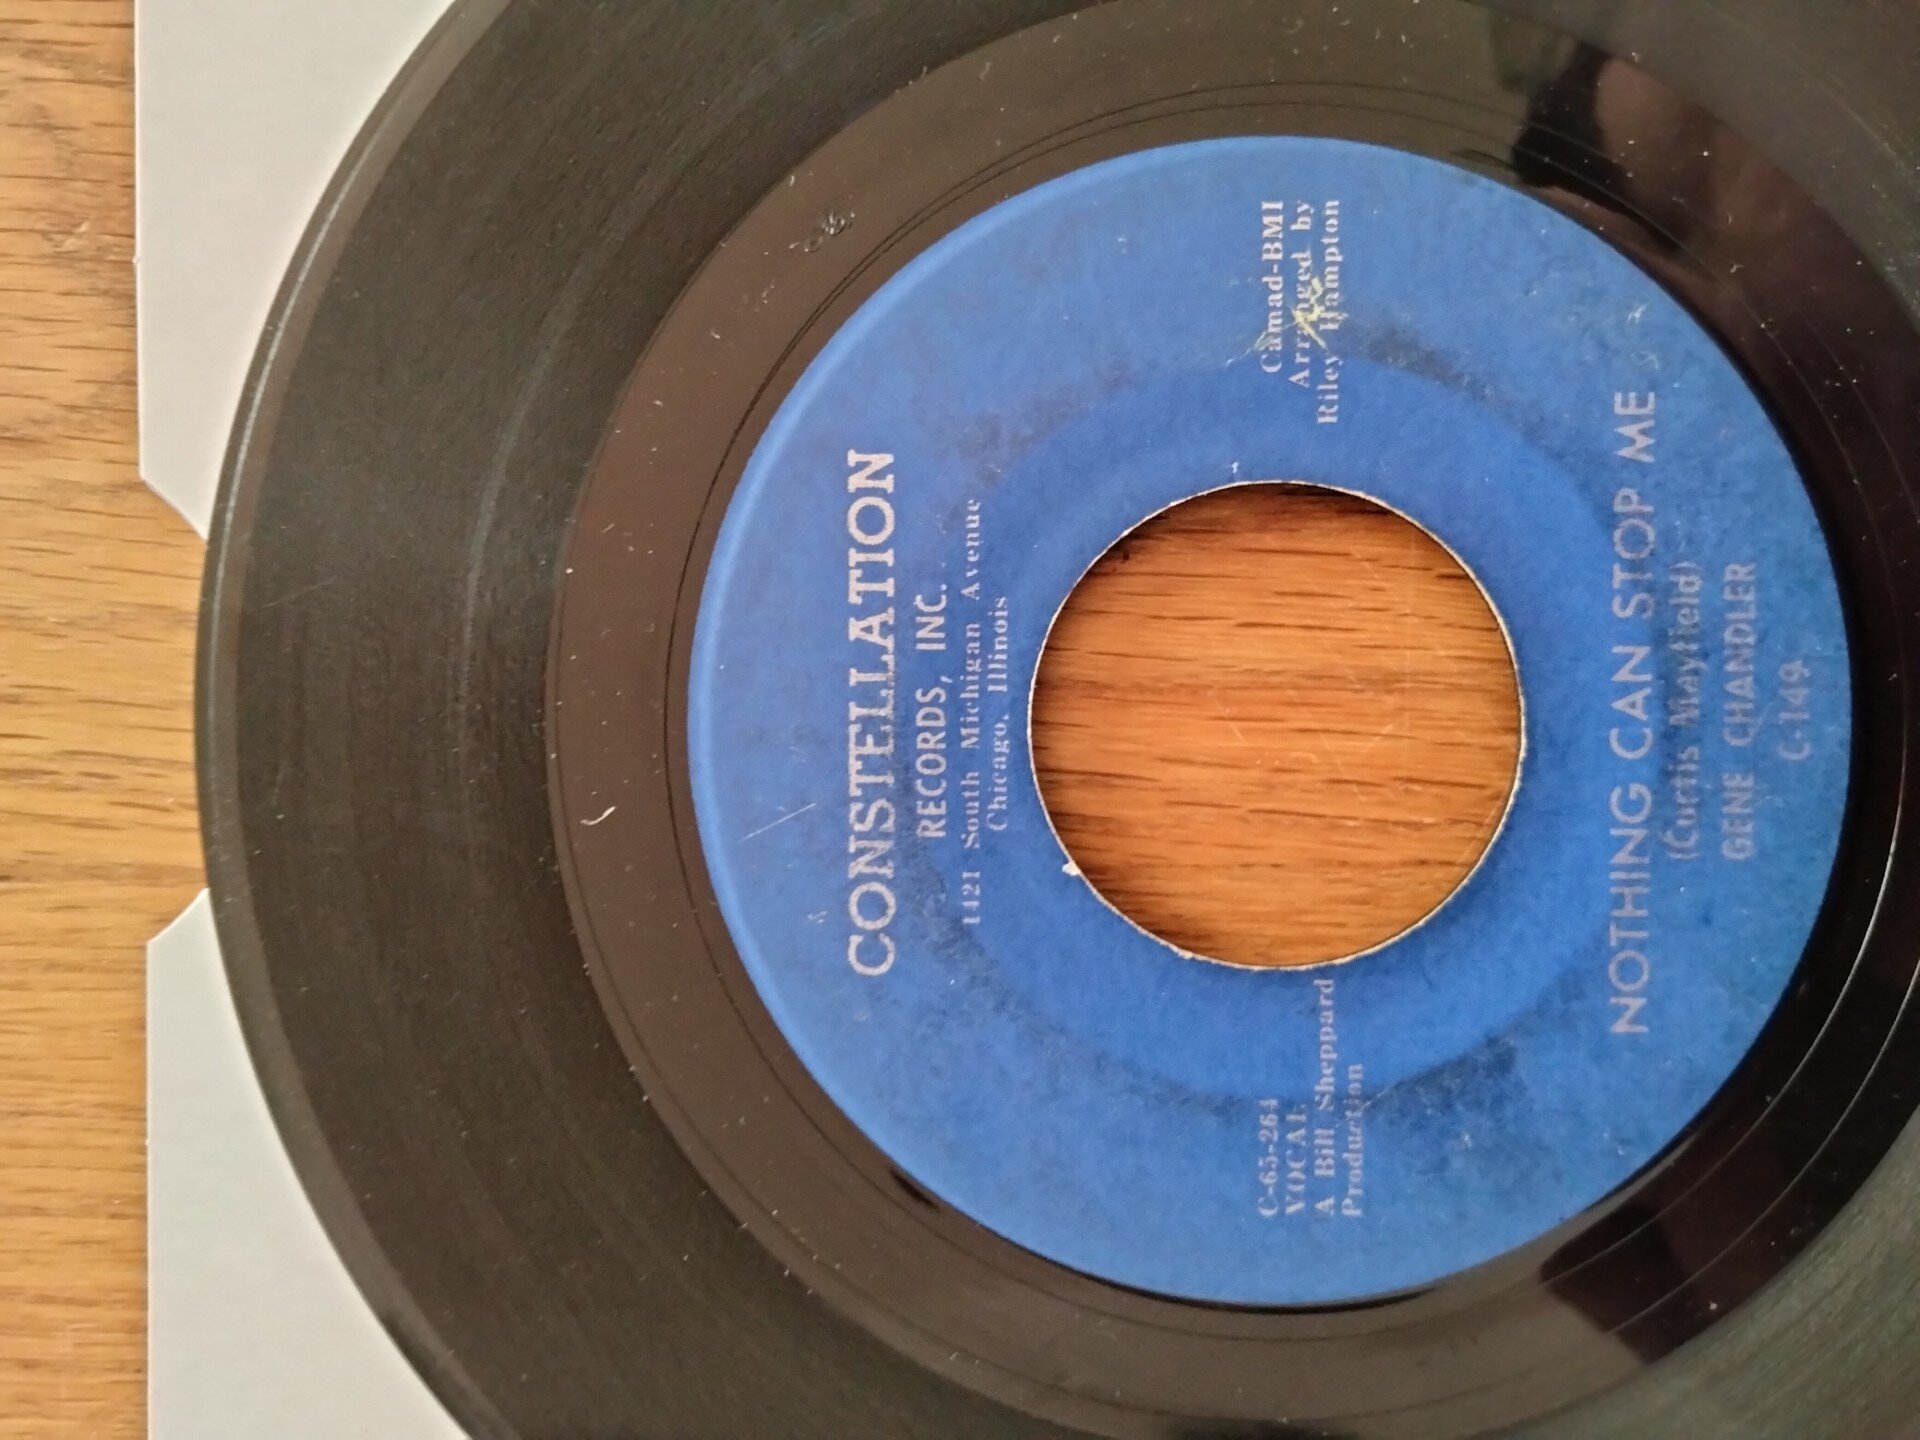 CONSTELLATION
RECORDS, INC.
1421 South Michigan Avenue
Chicago, Illinois
C-65-264
VOCAL
A Bill Sheppard
Production
Camad-BMI
Arranged by
Riley Hampton
NOTHING CAN STOP ME
(Curtis Mayfield)
GENE CHANDLER
C-149